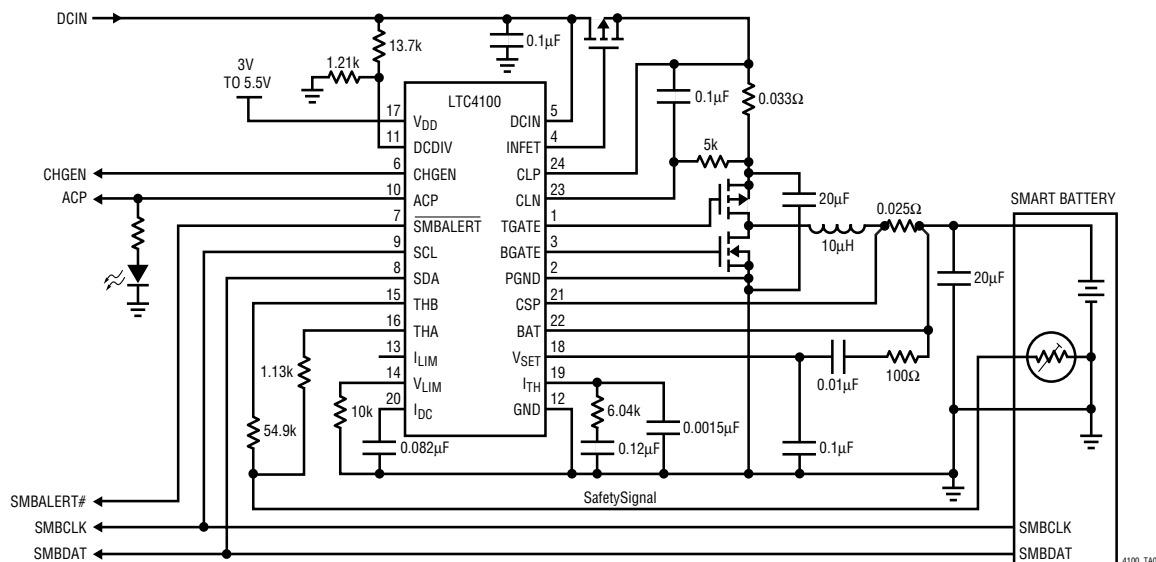 DCIN
13.7k
0.1µF
1.21k
3V
TO 5.5V
LTC4100
0.1µF
0.033Ω
17
VDD
DCIN
5
11
DCDIV
INFET
4
5k
CHGEN
6
CHGEN
CLP
24
ACP
10
ACP
CLN
23
20µF
0.025Ω
SMART BATTERY
7
SMBALERT
TGATE
1
10µH
9
SCL
BGATE
3
8
SDA
PGND
2
20µF
15
THB
CSP
21
16
THA
BAT
22
13
ILIM
VSET
18
1.13k
0.01µF
100Ω
14
VLIM
ITH
19
10k
20
IDC
GND
12
6.04k
0.0015µF
54.9k
0.082µF
0.12µF
0.1µF
SMBALERT#
SafetySignal
SMBCLK
SMBCLK
SMBDAT
SMBDAT